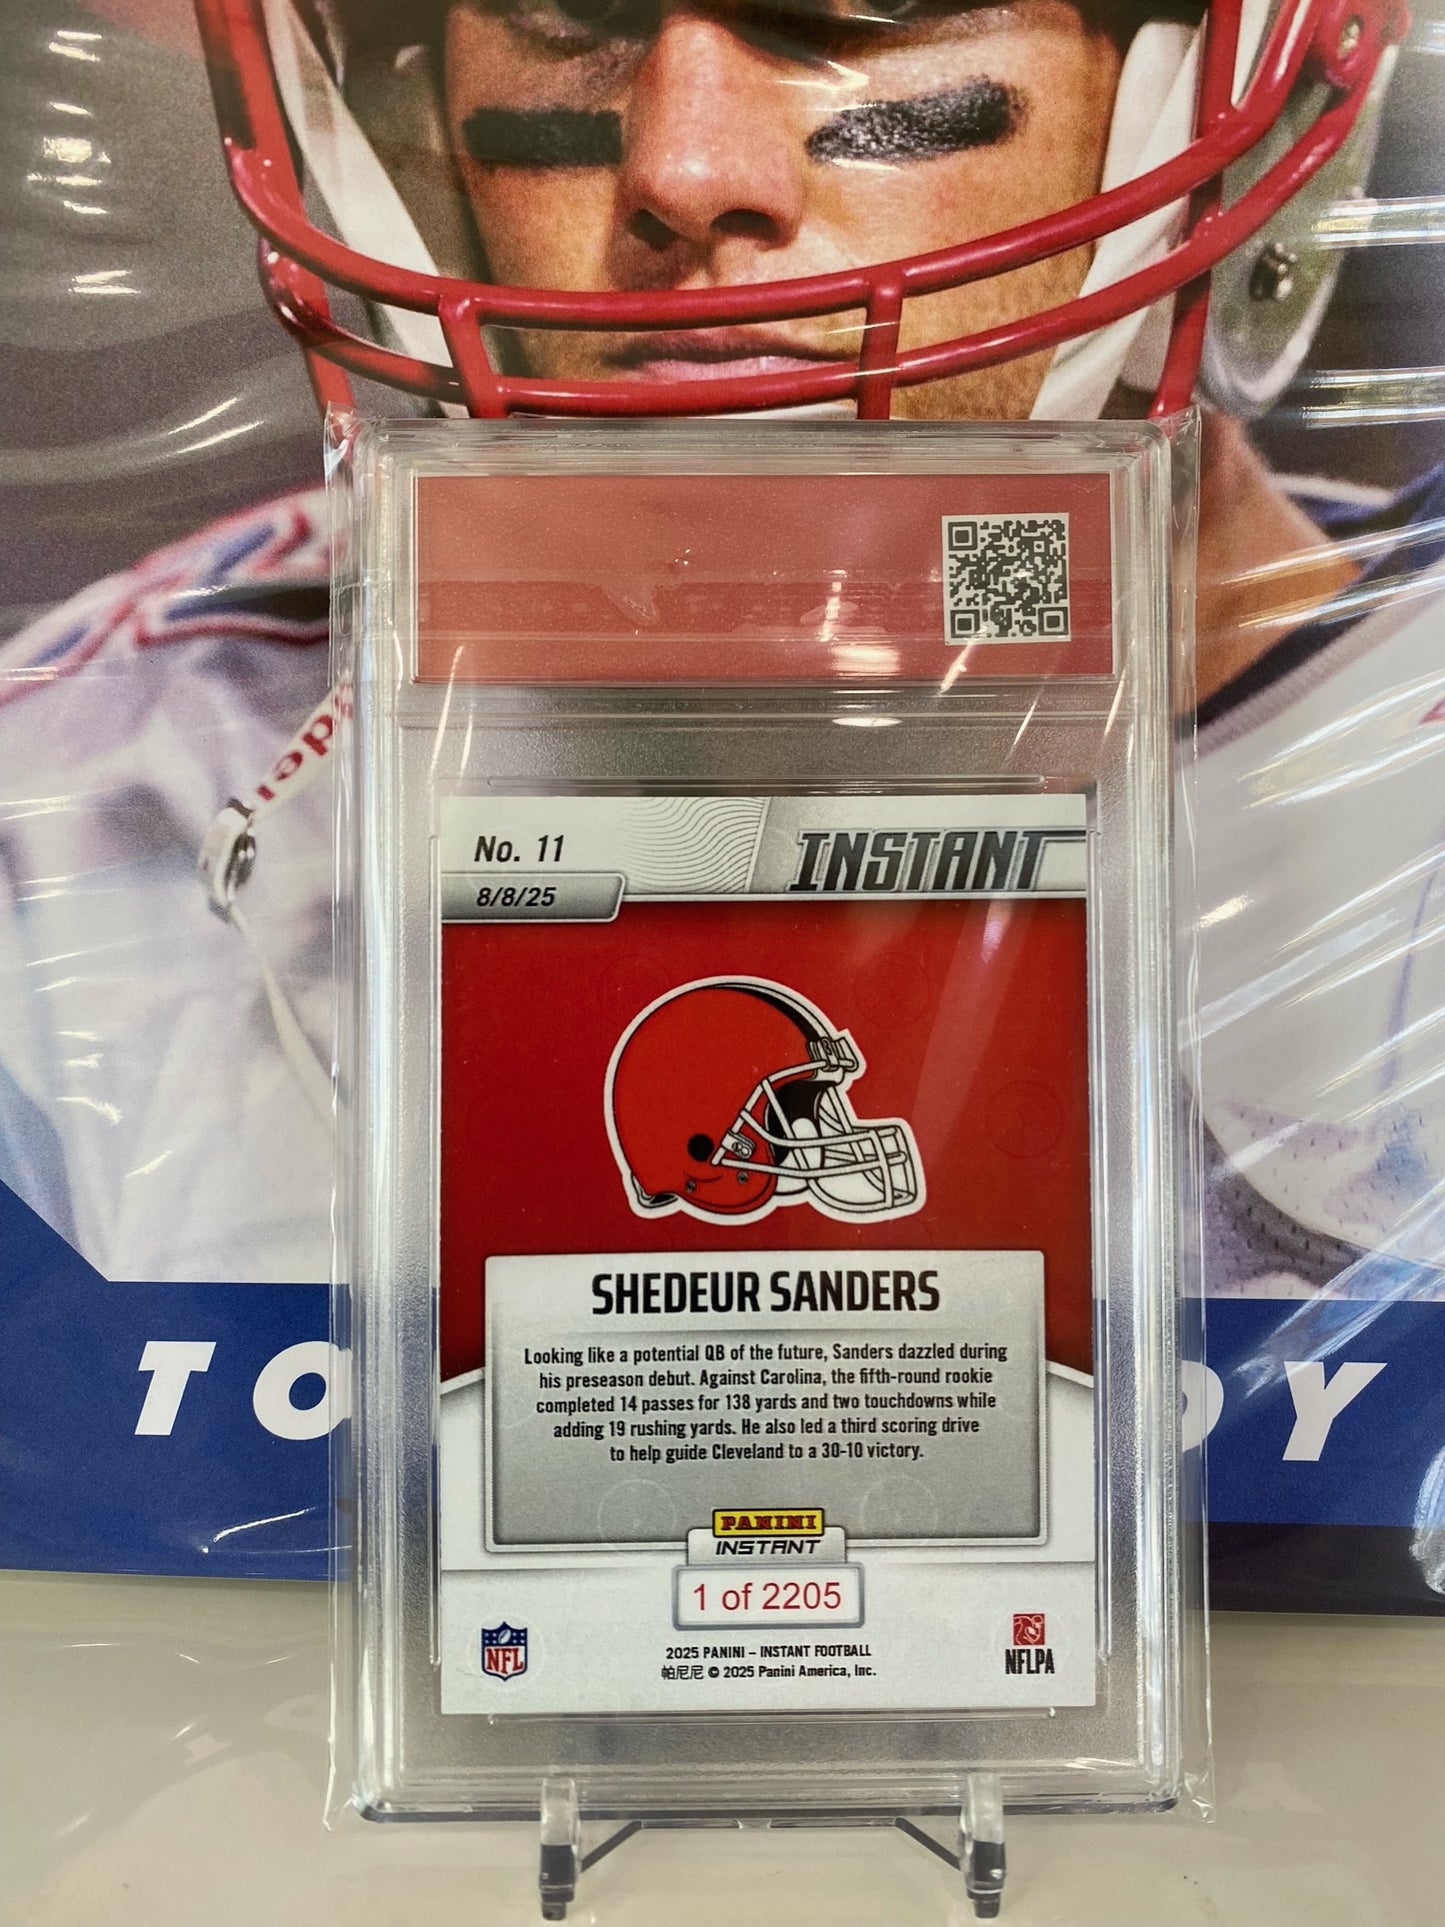 del
No. 11
INSTANT
8/8/25
SHEDEUR SANDERS
Looking like a potential QB of the future, Sanders dazzled during
his preseason debut. Against Carolina, the fifth-round rookie
completed 14 passes for 138 yards and two touchdowns while
adding 19 rushing yards. He also led a third scoring drive
to help guide Cleveland to a 30-10 victory.
TO DY
PANINI
INSTANT
1 of 2205
NFL
NFLPA
2025 PANINI – INSTANT FOOTBALL
帕尼尼 © 2025 Panini America, Inc.